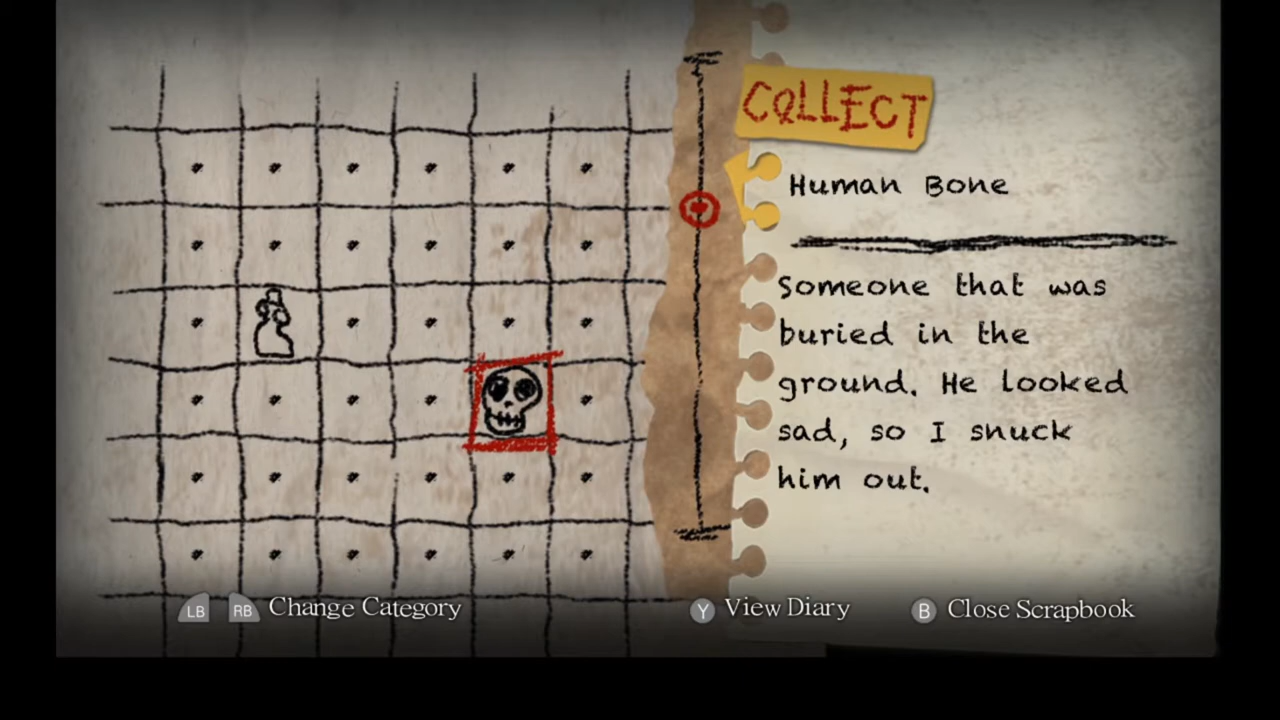 COLLECT
Human Bone
Someone that was
buried in the
ground. He looked
sad, so I snuck
him out.
LB RB Change Category
Y View Diary
B Close Scrapbook